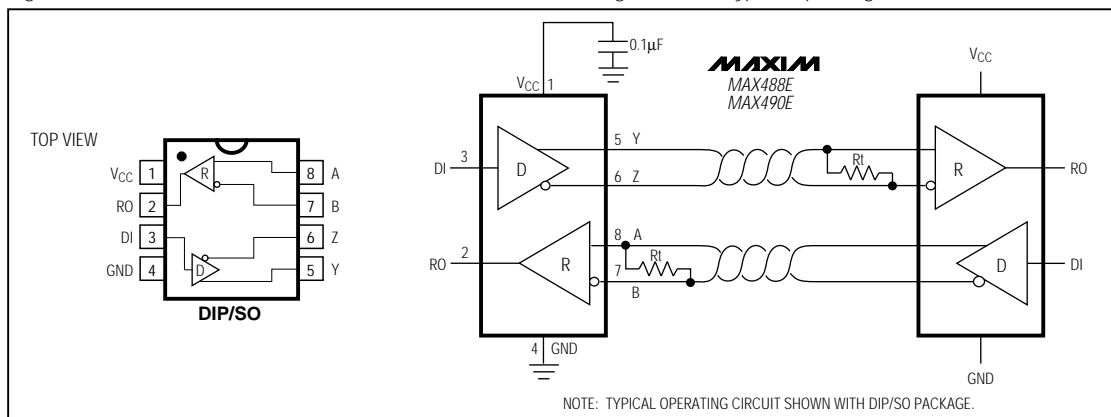 TOP VIEW
VCC 1
RO 2
DI 3
GND 4
8 A
7 B
6 Z
5 Y
R
D
DIP/SO
0.1µF
VCC 1
MAXIM
MAX488E
MAX490E
VCC
DI 3
D
5 Y
6 Z
Rt
R
RO
RO 2
R
8 A
7 B
Rt
D
DI
4 GND
GND
NOTE: TYPICAL OPERATING CIRCUIT SHOWN WITH DIP/SO PACKAGE.